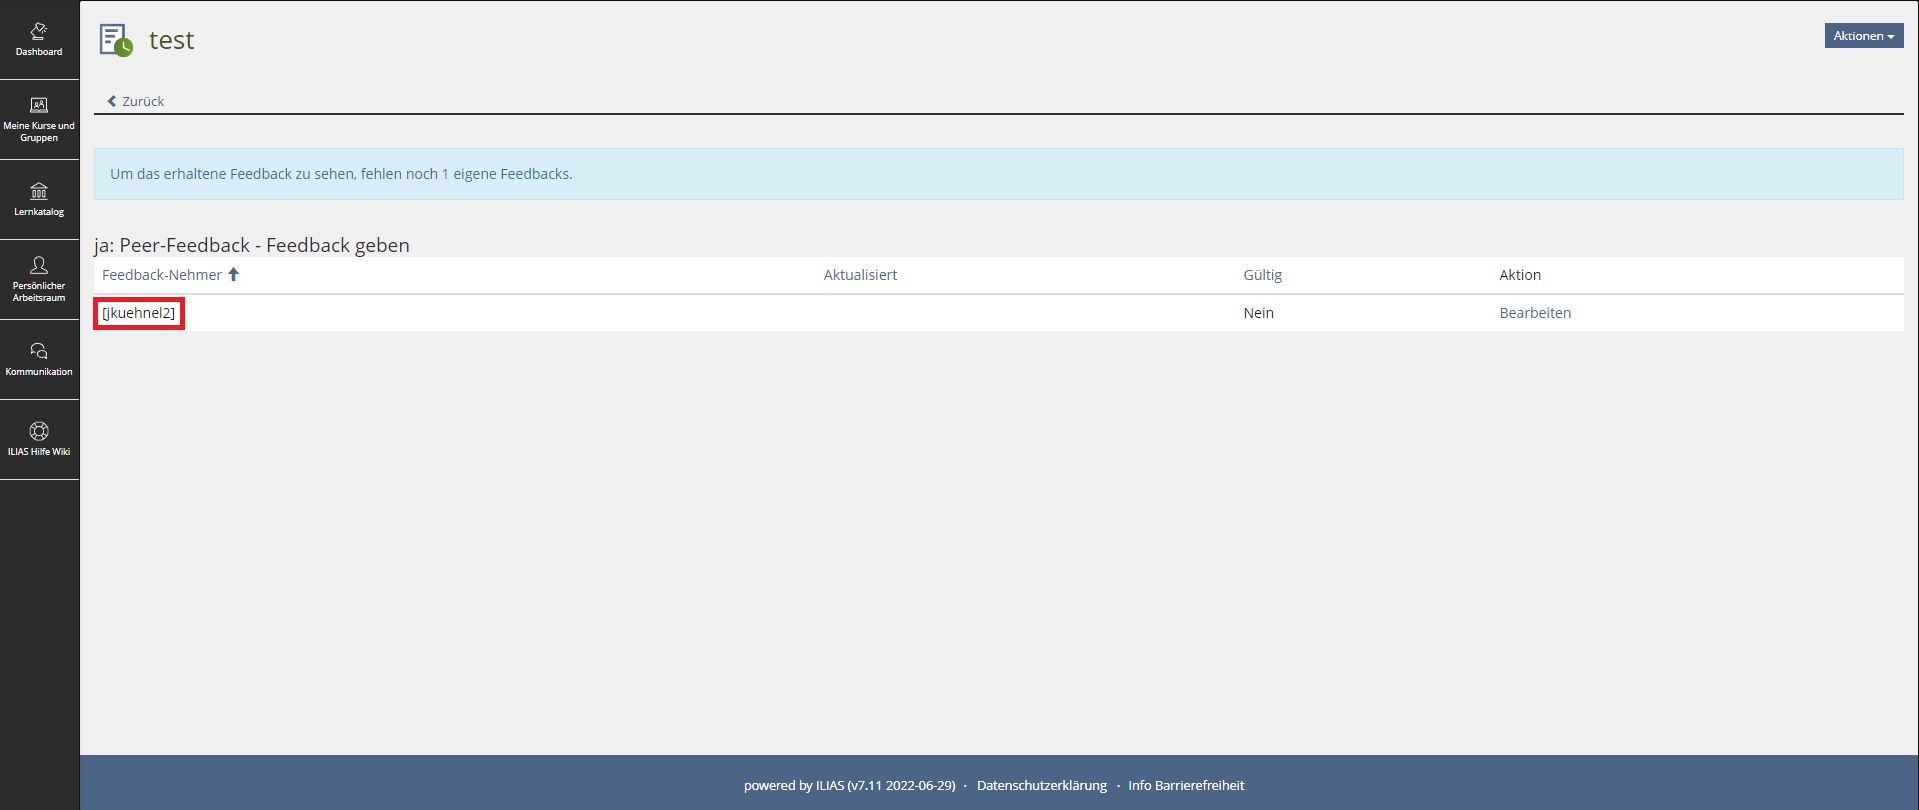 Dashboard
Meine Kurse und
Gruppen
Lernkatalog
Persönlicher
Arbeitsraum
Kommunikation
ILIAS Hilfe Wiki
test
Aktionen
Zurück
Um das erhaltene Feedback zu sehen, fehlen noch 1 eigene Feedbacks.
ja: Peer-Feedback - Feedback geben
Feedback-Nehmer Aktualisiert Gültig Aktion
[jkuehnel2] Nein Bearbeiten
powered by ILIAS (v7.11 2022-06-29) · Datenschutzerklärung · Info Barrierefreiheit